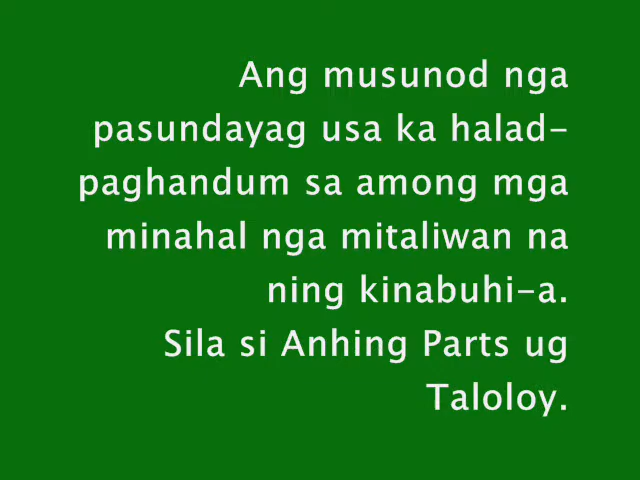 Ang musunod nga
pasundayag usa ka halad-
paghandum sa among mga
minahal nga mitaliwan na
ning kinabuhi-a.
Sila si Anhing Parts ug
Taloloy.